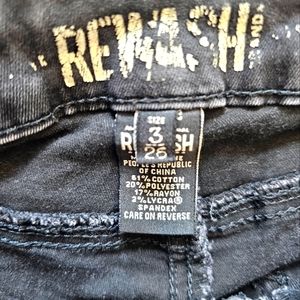 REWASH
SIZE
3
26
PEOPLE'S REPUBLIC
OF CHINA
61% COTTON
20% POLYESTER
17% RAYON
2% LYCRA®
SPANDEX
CARE ON REVERSE